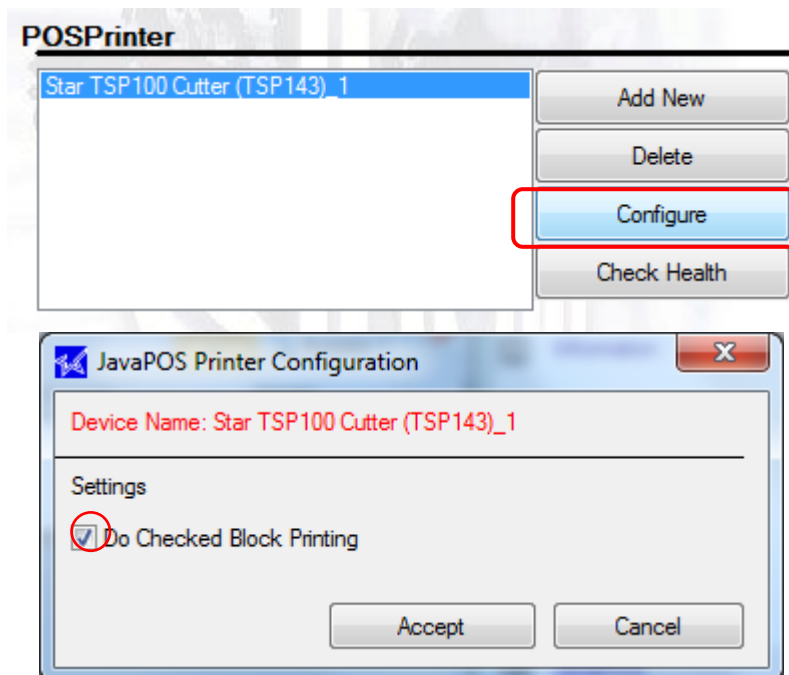 POSPrinter
Star TSP100 Cutter (TSP143)_1
Add New
Delete
Configure
Check Health
JavaPOS Printer Configuration
Device Name: Star TSP100 Cutter (TSP143)_1
Settings
Do Checked Block Printing
Accept
Cancel